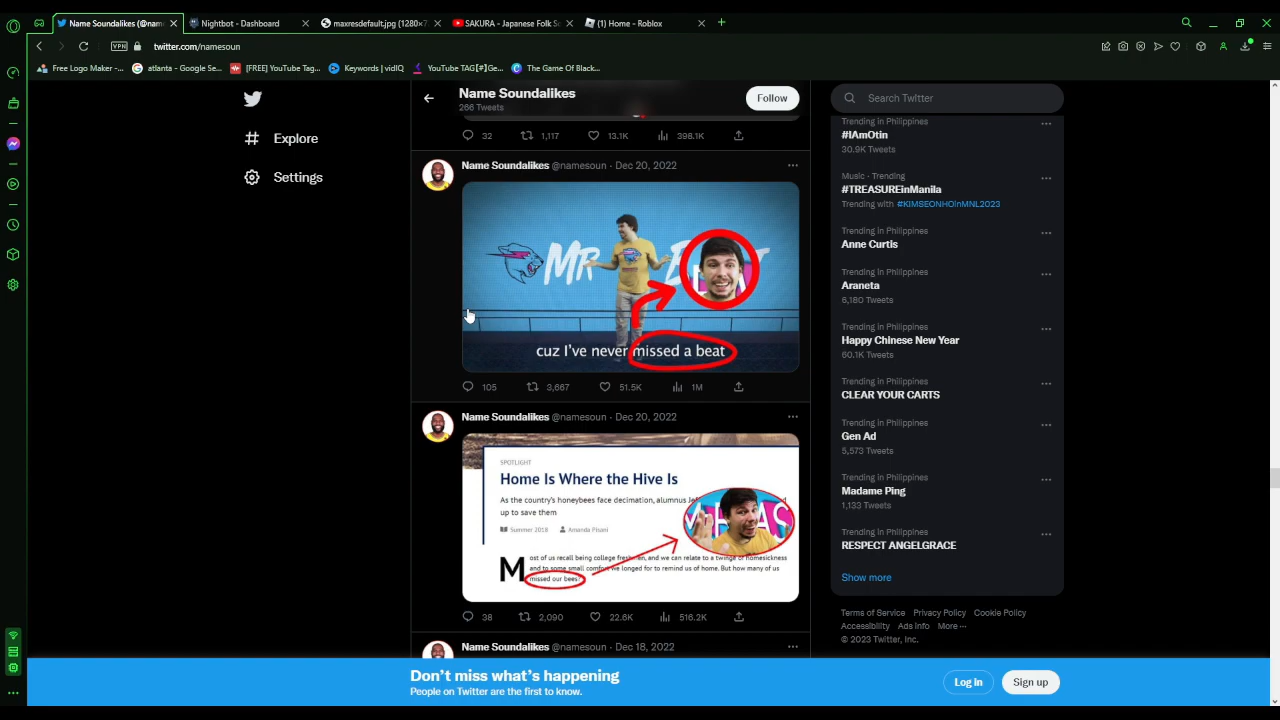 Name Soundalikes (@name
Nightbot - Dashboard
maxresdefault.jpg (1280×7
SAKURA - Japanese Folk S
(1) Home - Roblox
VPN
twitter.com/namesoun
Free Logo Maker -...
atlanta - Google Se...
[FREE] YouTube Tag...
Keywords | vidIQ
YouTube TAG[#]Ge...
The Game Of Black...
Name Soundalikes
266 Tweets
Follow
Search Twitter
Explore
Settings
32 1,117 13.1K 398.1K
Name Soundalikes @namesoun · Dec 20, 2022
MR
cuz I've never missed a beat
105 3,667 51.5K 1M
Name Soundalikes @namesoun · Dec 20, 2022
SPOTLIGHT
Home Is Where the Hive Is
As the country's honeybees face decimation, alumnus
up to save them
Summer 2018 Amanda Pisani
Most of us recall being college freshmen, and we can relate to a twinge of homesickness
and to some small comfort we longed for to remind us of home. But how many of us
missed our bees?
38 2,090 22.6K 516.2K
Name Soundalikes @namesoun · Dec 18, 2022
Trending in Philippines
#IAmOtin
30.9K Tweets
Music · Trending
#TREASUREinManila
Trending with #KIMSEONHOinMNL2023
Trending in Philippines
Anne Curtis
Trending in Philippines
Araneta
6,180 Tweets
Trending in Philippines
Happy Chinese New Year
60.1K Tweets
Trending in Philippines
CLEAR YOUR CARTS
Trending in Philippines
Gen Ad
5,573 Tweets
Trending in Philippines
Madame Ping
1,133 Tweets
Trending in Philippines
RESPECT ANGELGRACE
Show more
Terms of Service Privacy Policy Cookie Policy
Accessibility Ads info More ···
© 2023 Twitter, Inc.
Don't miss what's happening
People on Twitter are the first to know.
Log in
Sign up